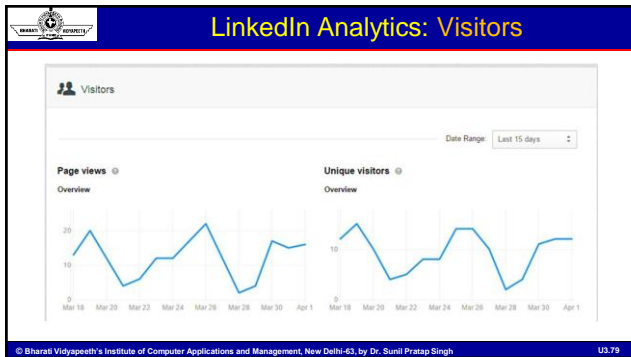 BHARATI VIDYAPEETH
PUNE
LinkedIn Analytics: Visitors
Visitors
Date Range: Last 15 days
Page views
Overview
20
10
0
Mar 18 Mar 20 Mar 22 Mar 24 Mar 26 Mar 28 Mar 30 Apr 1
Unique visitors
Overview
10
0
Mar 18 Mar 20 Mar 22 Mar 24 Mar 26 Mar 28 Mar 30 Apr 1
© Bharati Vidyapeeth's Institute of Computer Applications and Management, New Delhi-63, by Dr. Sunil Pratap Singh U3.79